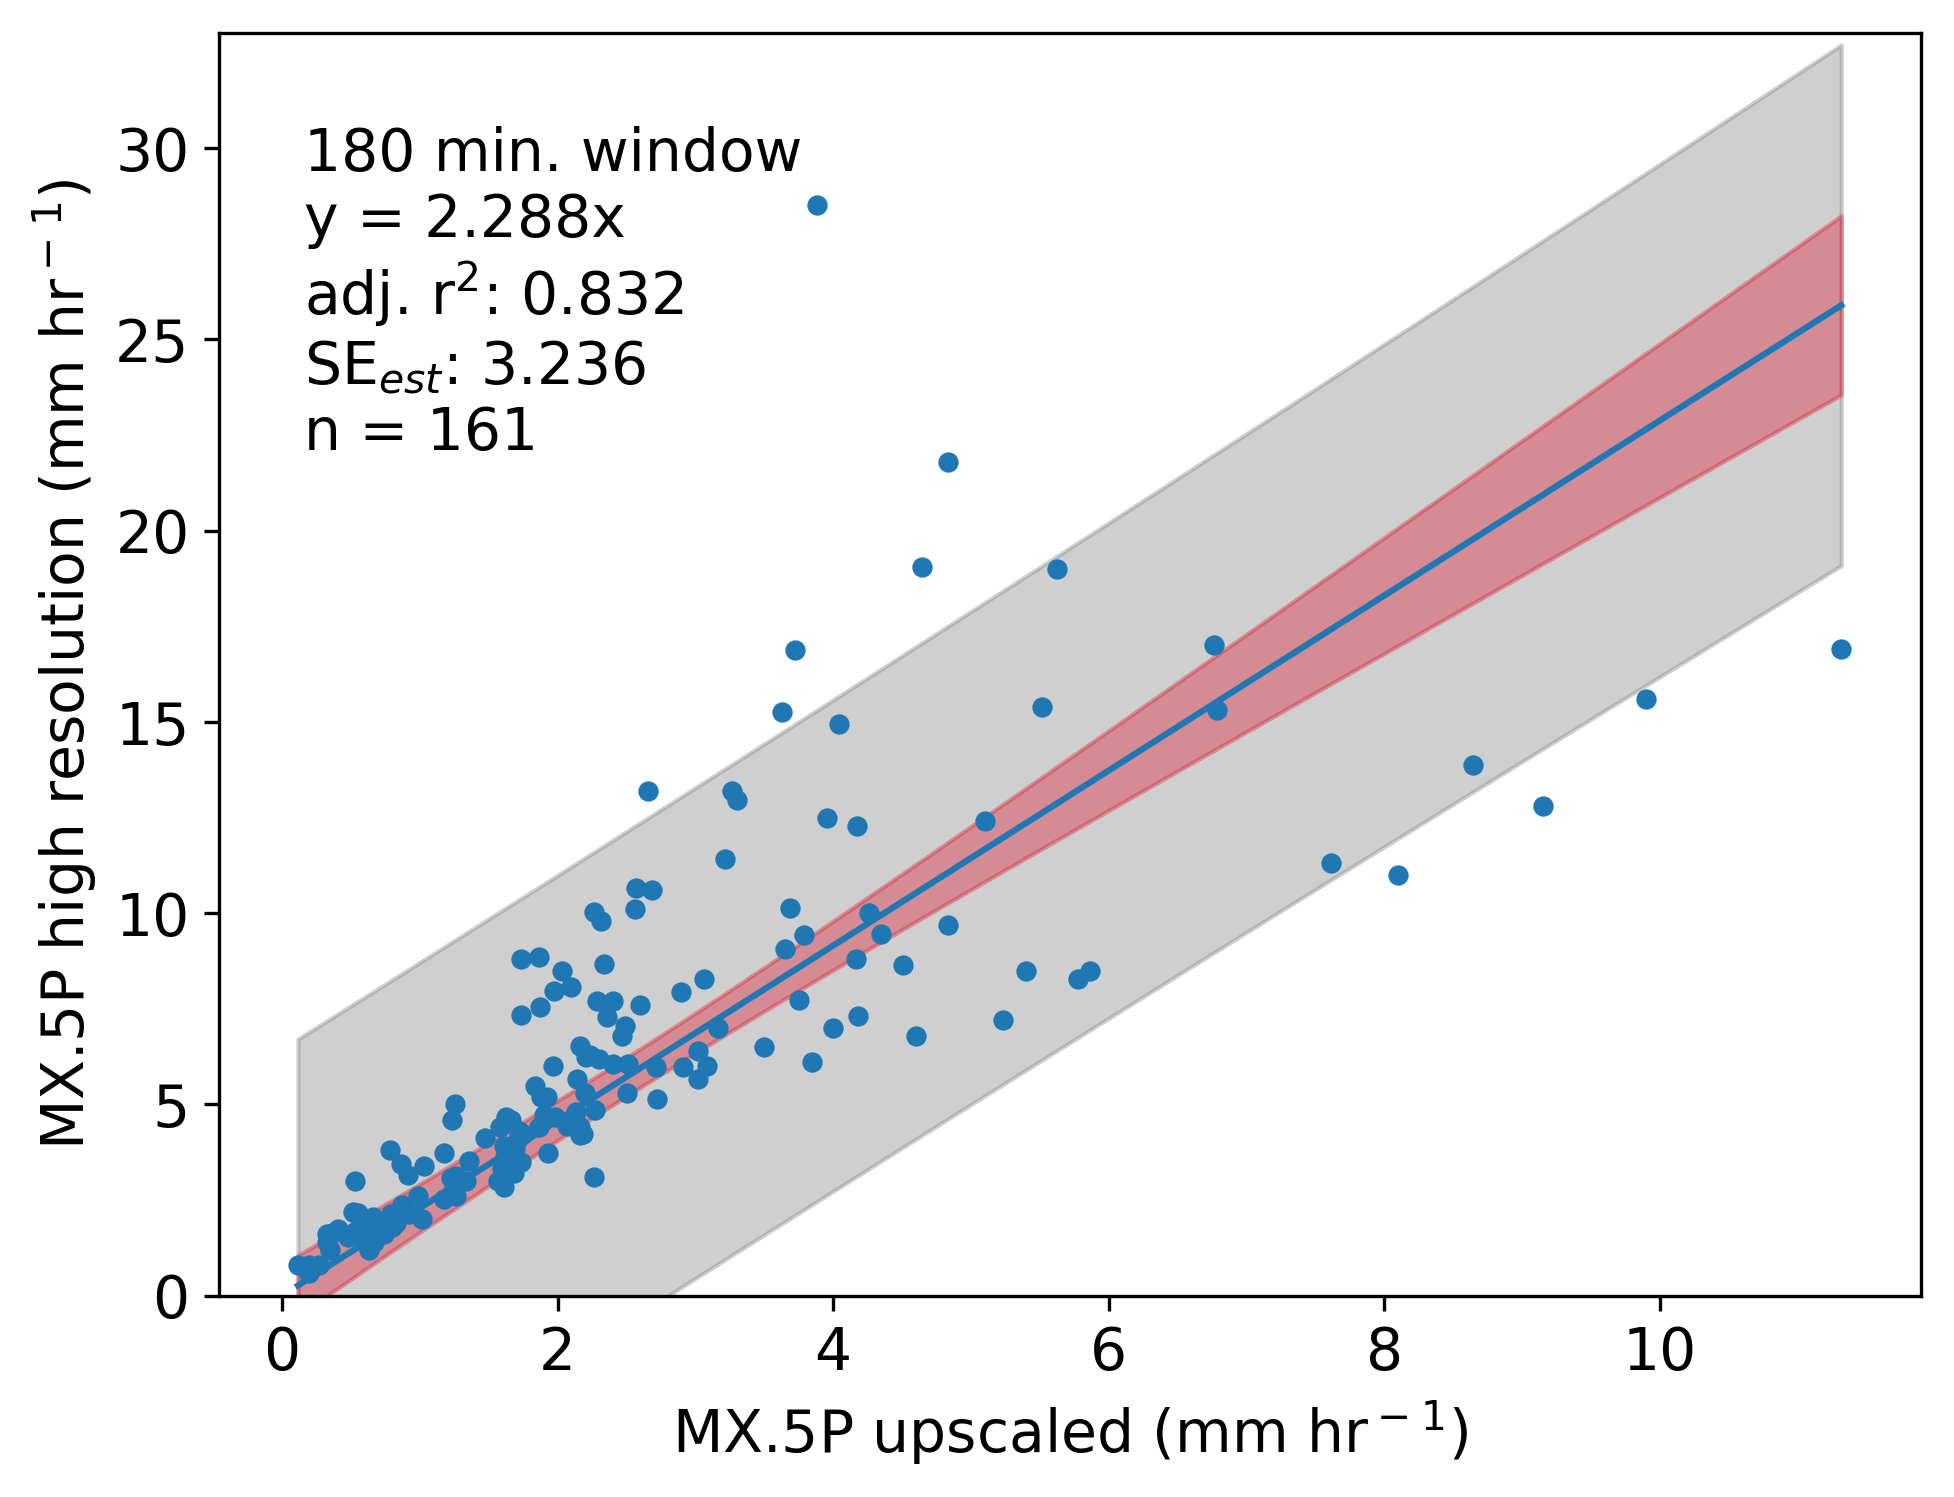 180 min. window
y = 2.288x
adj. r²: 0.832
SE_est: 3.236
n = 161
30
25
20
15
10
5
0
MX.5P high resolution (mm hr⁻¹)
0 2 4 6 8 10
MX.5P upscaled (mm hr⁻¹)